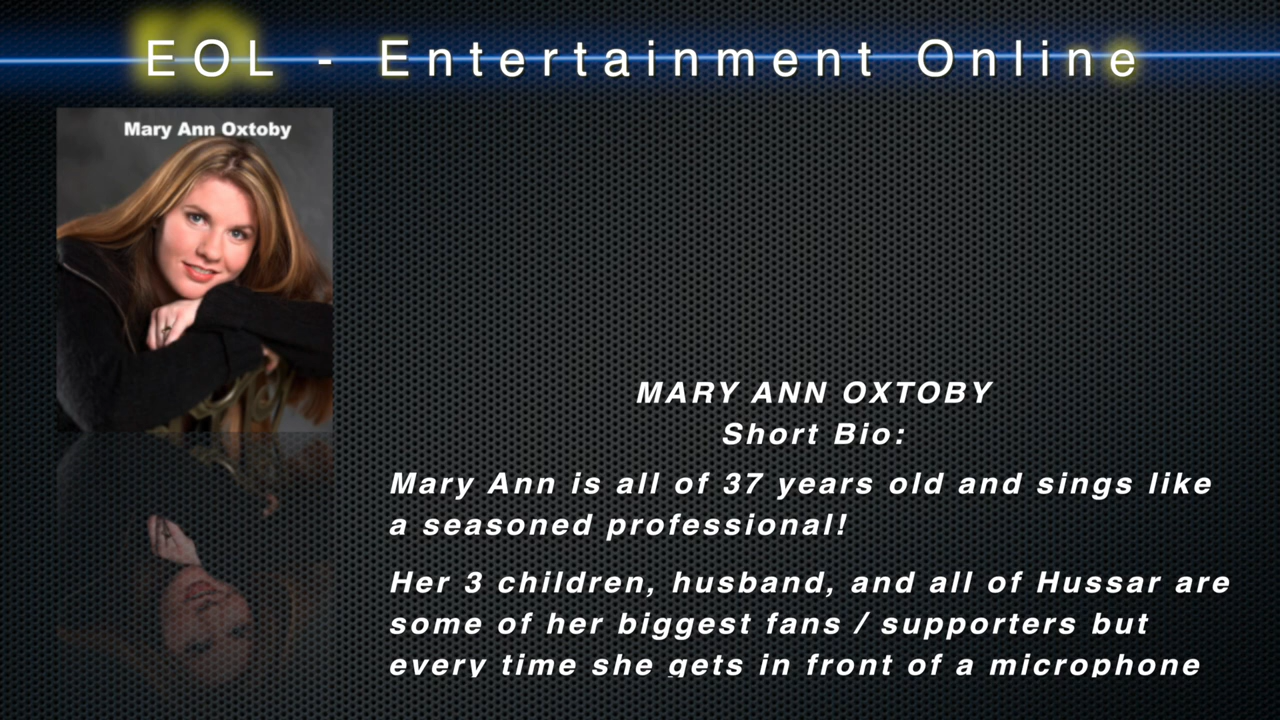 EOL - Entertainment Online
Mary Ann Oxtoby
MARY ANN OXTOBY
Short Bio:
Mary Ann is all of 37 years old and sings like
a seasoned professional!
Her 3 children, husband, and all of Hussar are
some of her biggest fans / supporters but
every time she gets in front of a microphone